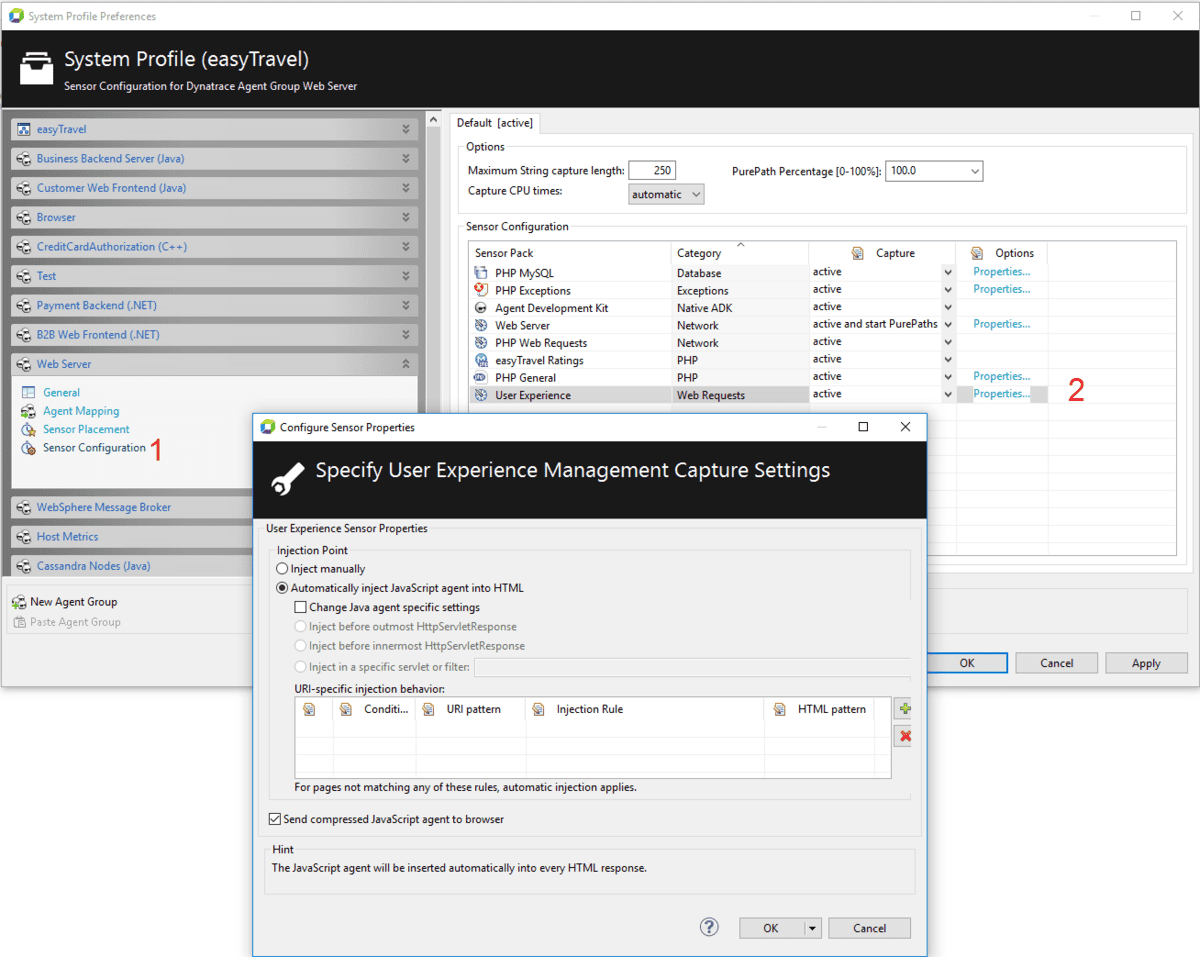 System Profile Preferences
System Profile (easyTravel)
Sensor Configuration for Dynatrace Agent Group Web Server
easyTravel
Business Backend Server (Java)
Customer Web Frontend (Java)
Browser
CreditCardAuthorization (C++)
Test
Payment Backend (.NET)
B2B Web Frontend (.NET)
Web Server
General
Agent Mapping
Sensor Placement
Sensor Configuration 1
WebSphere Message Broker
Host Metrics
Cassandra Nodes (Java)
New Agent Group
Paste Agent Group
Default [active]
Options
Maximum String capture length: 250 PurePath Percentage [0-100%]: 100.0
Capture CPU times: automatic
Sensor Configuration
Sensor Pack Category Capture Options
PHP MySQL Database active Properties...
PHP Exceptions Exceptions active Properties...
Agent Development Kit Native ADK active
Web Server Network active and start PurePaths Properties...
PHP Web Requests Network active
easyTravel Ratings PHP active
PHP General PHP active Properties...
User Experience Web Requests active Properties... 2
OK Cancel Apply
Configure Sensor Properties
Specify User Experience Management Capture Settings
User Experience Sensor Properties
Injection Point
Inject manually
Automatically inject JavaScript agent into HTML
Change Java agent specific settings
Inject before outmost HttpServletResponse
Inject before innermost HttpServletResponse
Inject in a specific servlet or filter:
URI-specific injection behavior:
Conditi... URI pattern Injection Rule HTML pattern
For pages not matching any of these rules, automatic injection applies.
Send compressed JavaScript agent to browser
Hint
The JavaScript agent will be inserted automatically into every HTML response.
? OK Cancel